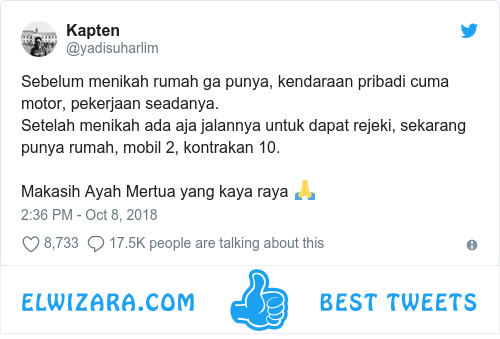 Kapten
@yadisuharlim
Sebelum menikah rumah ga punya, kendaraan pribadi cuma
motor, pekerjaan seadanya.
Setelah menikah ada aja jalannya untuk dapat rejeki, sekarang
punya rumah, mobil 2, kontrakan 10.
Makasih Ayah Mertua yang kaya raya 🙏
2:36 PM - Oct 8, 2018
8,733 17.5K people are talking about this
ELWIZARA.COM BEST TWEETS